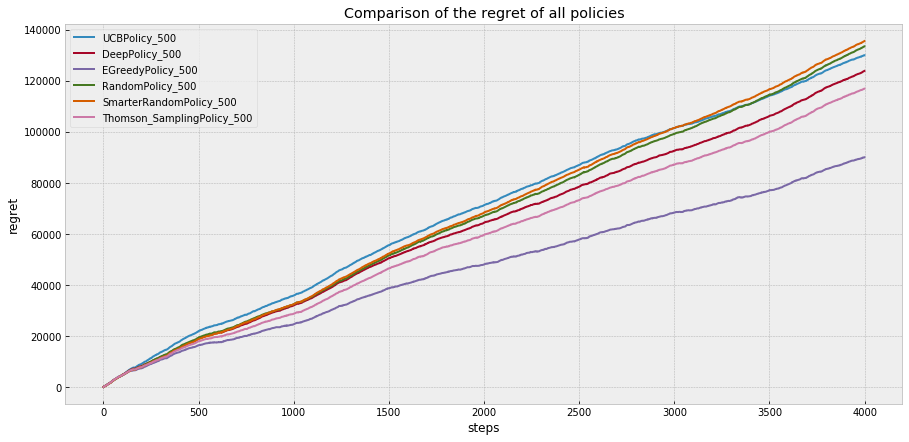 Comparison of the regret of all policies
UCBPolicy_500
DeepPolicy_500
EGreedyPolicy_500
RandomPolicy_500
SmarterRandomPolicy_500
Thomson_SamplingPolicy_500
140000
120000
100000
80000
60000
40000
20000
0
regret
0 500 1000 1500 2000 2500 3000 3500 4000
steps